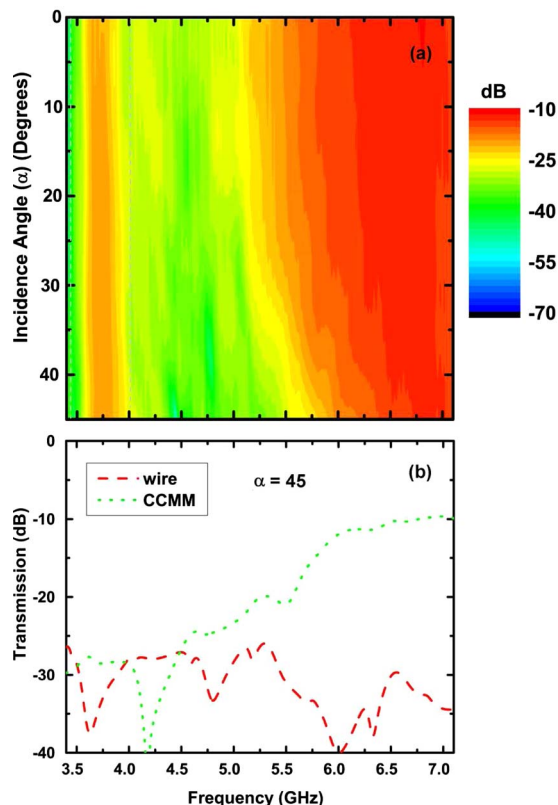 (a)
Incidence Angle (α) (Degrees)
0
10
20
30
40
dB
-10
-25
-40
-55
-70
(b)
wire
CCMM
α = 45
Transmission (dB)
0
-10
-20
-30
-40
3.5 4.0 4.5 5.0 5.5 6.0 6.5 7.0
Frequency (GHz)